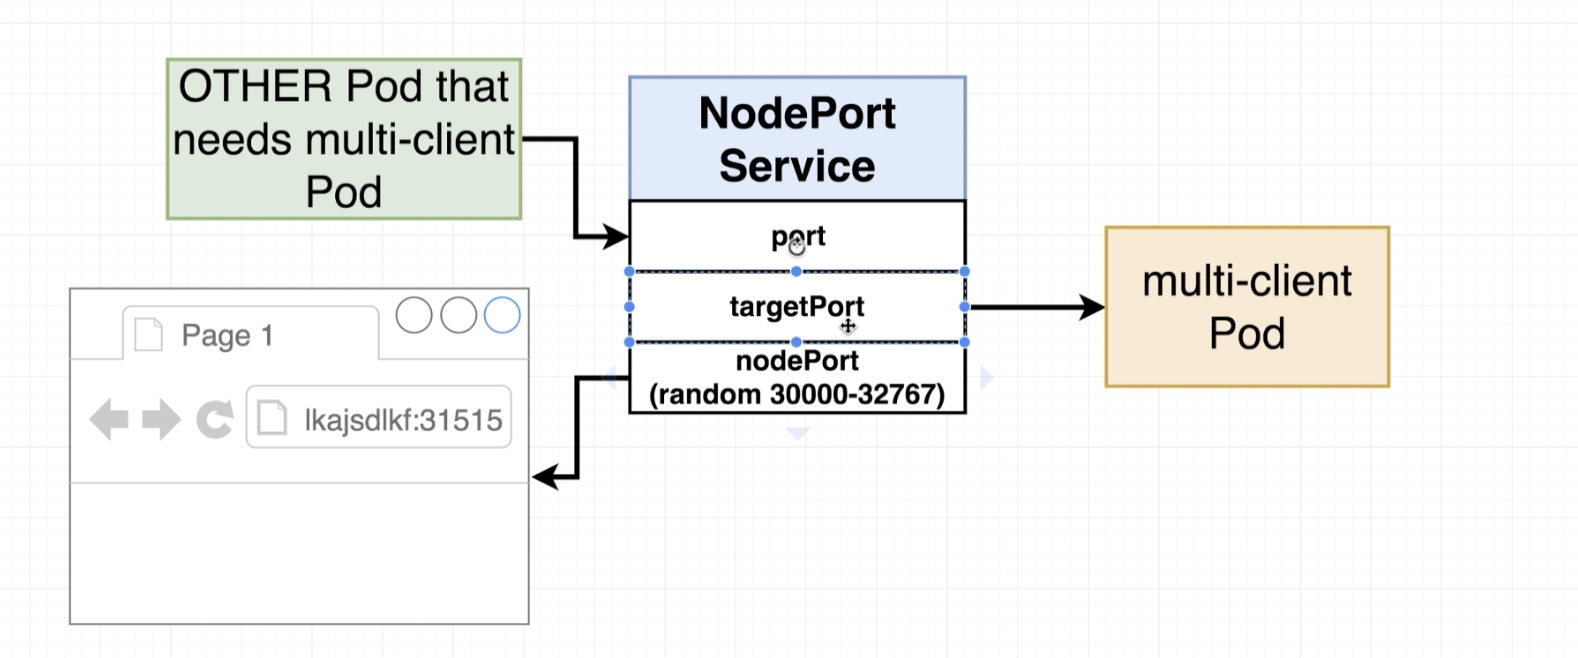 OTHER Pod that
needs multi-client
Pod
NodePort
Service
port
targetPort
nodePort
(random 30000-32767)
multi-client
Pod
Page 1
lkajsdlkf:31515